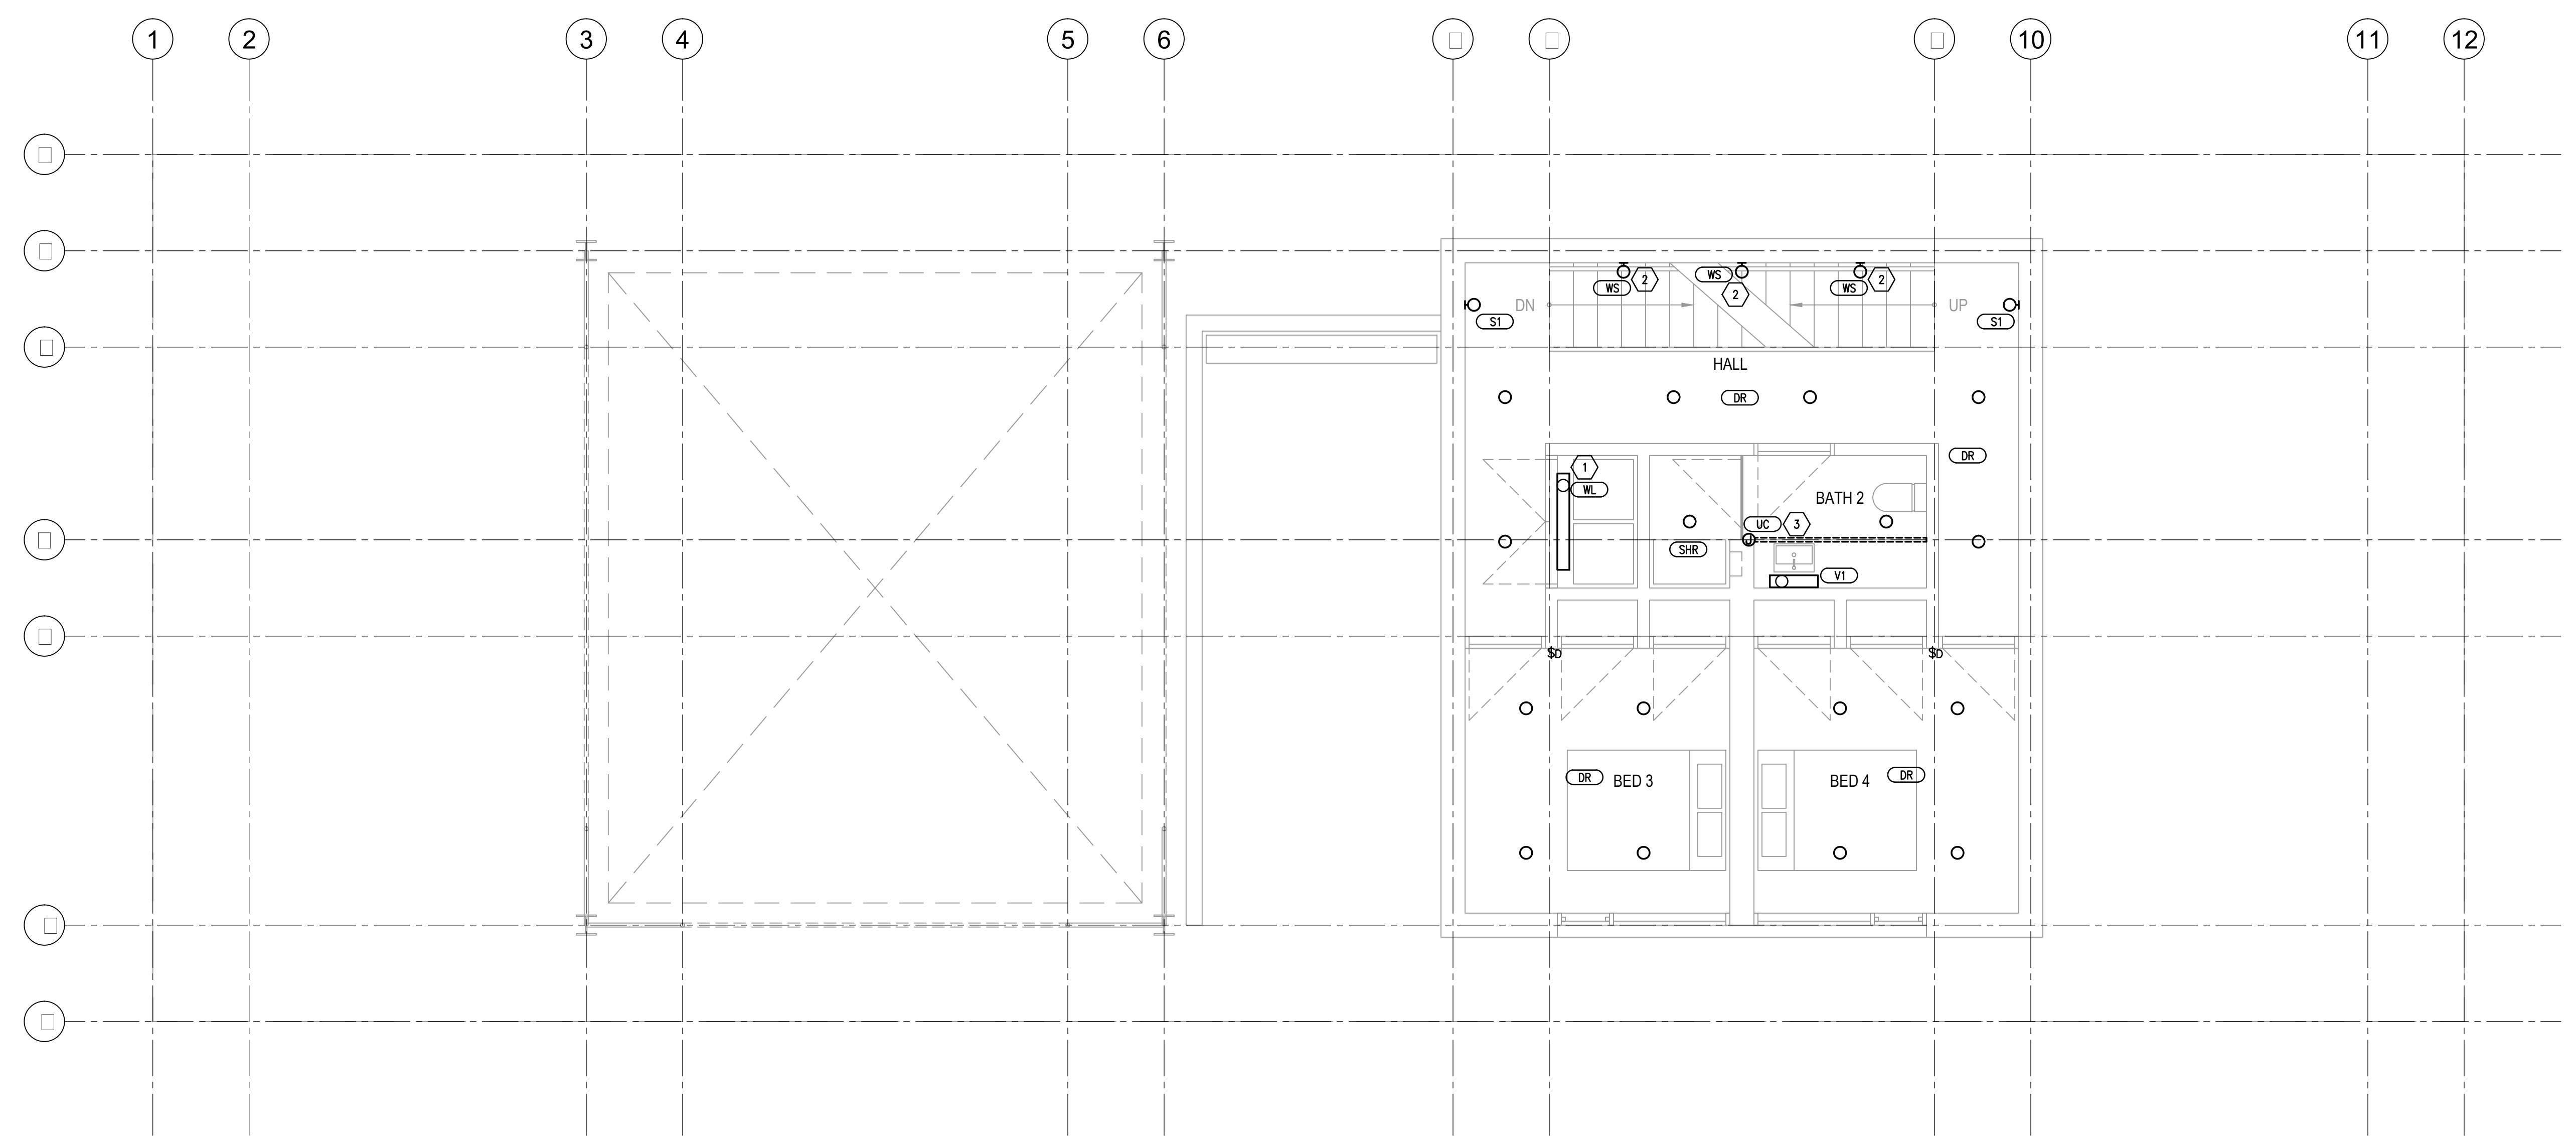 1 2 3 4 5 6 10 11 12
WS 2 WS 2 WS 2
DN UP
S1 S1
HALL
DR
DR
1
WL
BATH 2
UC 3
SHR
V1
$D $D
DR BED 3 BED 4 DR